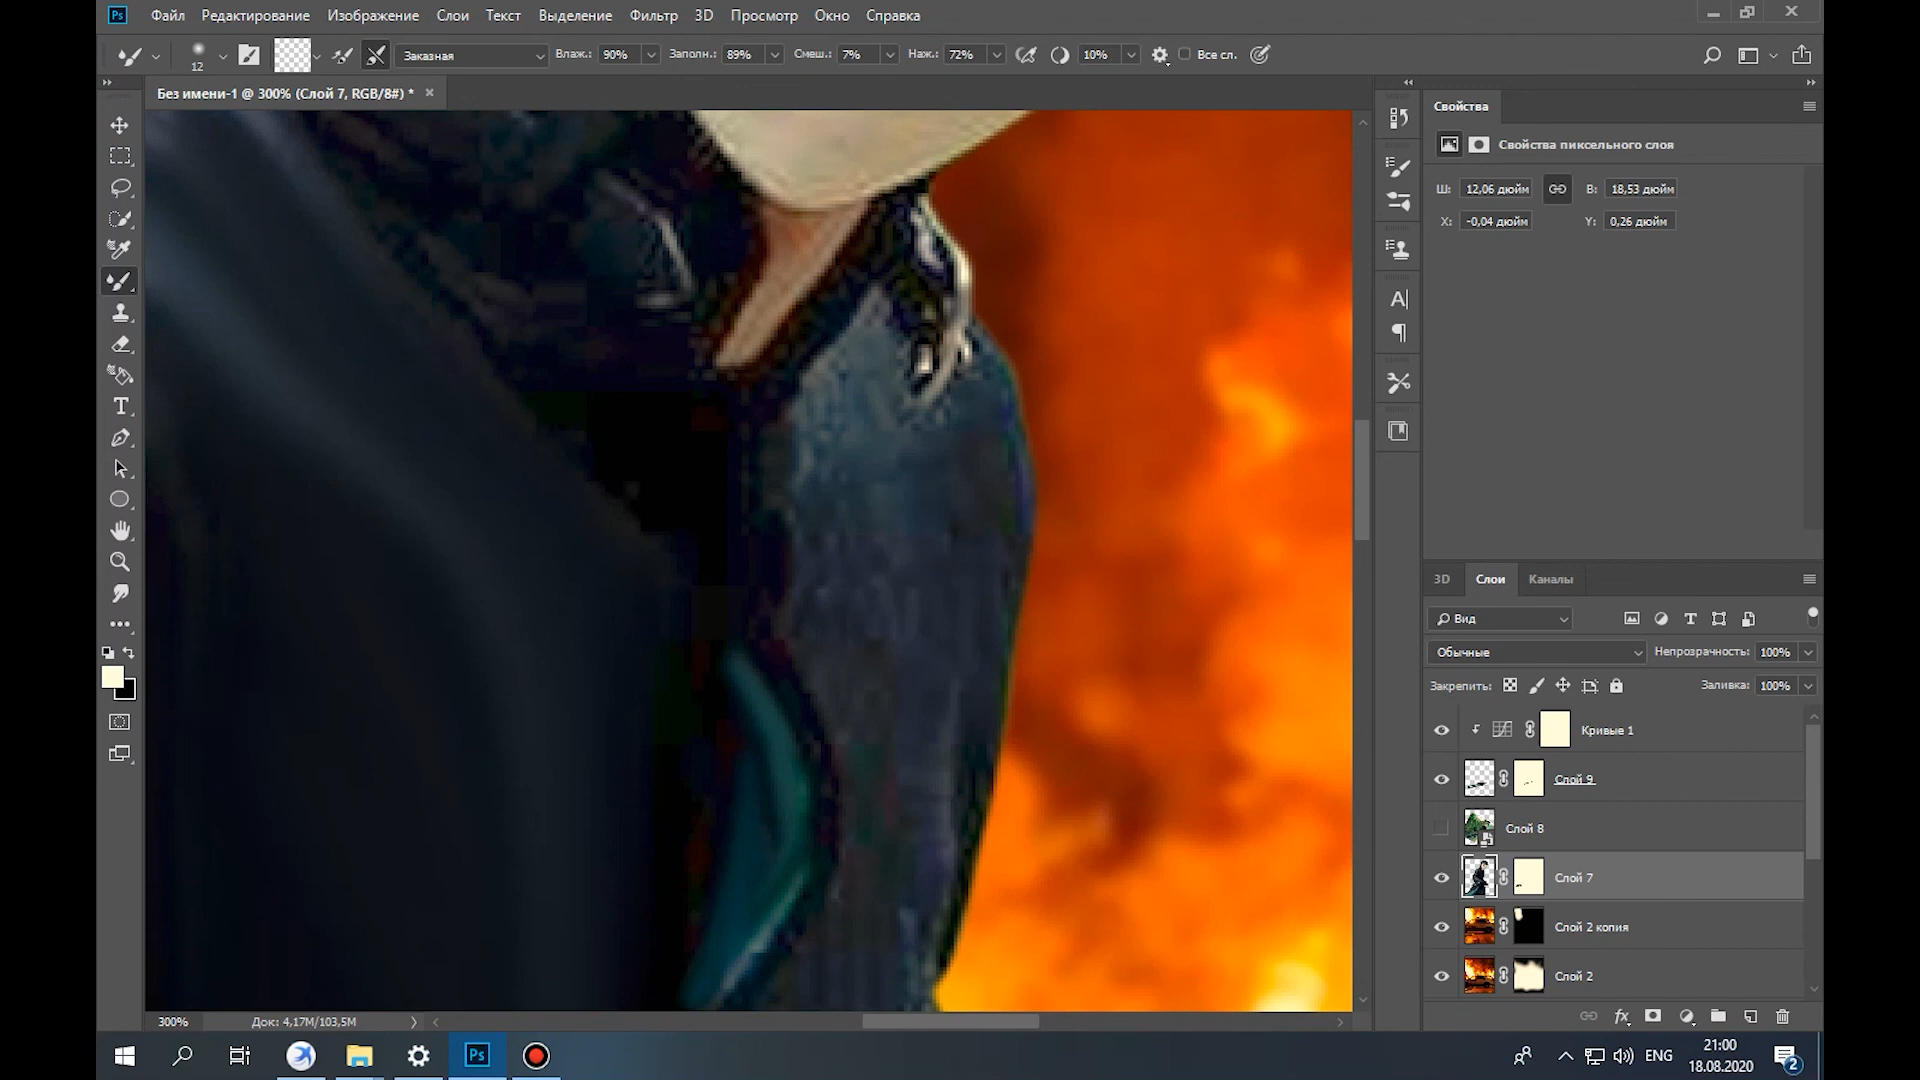 Ps Файл Редактирование Изображение Слои Текст Выделение Фильтр 3D Просмотр Окно Справка
12 Заказная Влаж.: 90% Заполн.: 89% Смеш.: 7% Наж.: 72% 10% Все сл.
Без имени-1 @ 300% (Слой 7, RGB/8#) *
Свойства
Свойства пиксельного слоя
Ш: 12,06 дюйм В: 18,53 дюйм
X: -0,04 дюйм Y: 0,26 дюйм
3D Слои Каналы
Вид
Обычные Непрозрачность: 100%
Закрепить: Заливка: 100%
Кривые 1
Слой 9
Слой 8
Слой 7
Слой 2 копия
Слой 2
300% Док: 4,17M/103,5M
Ps ENG 21:00
18.08.2020 2